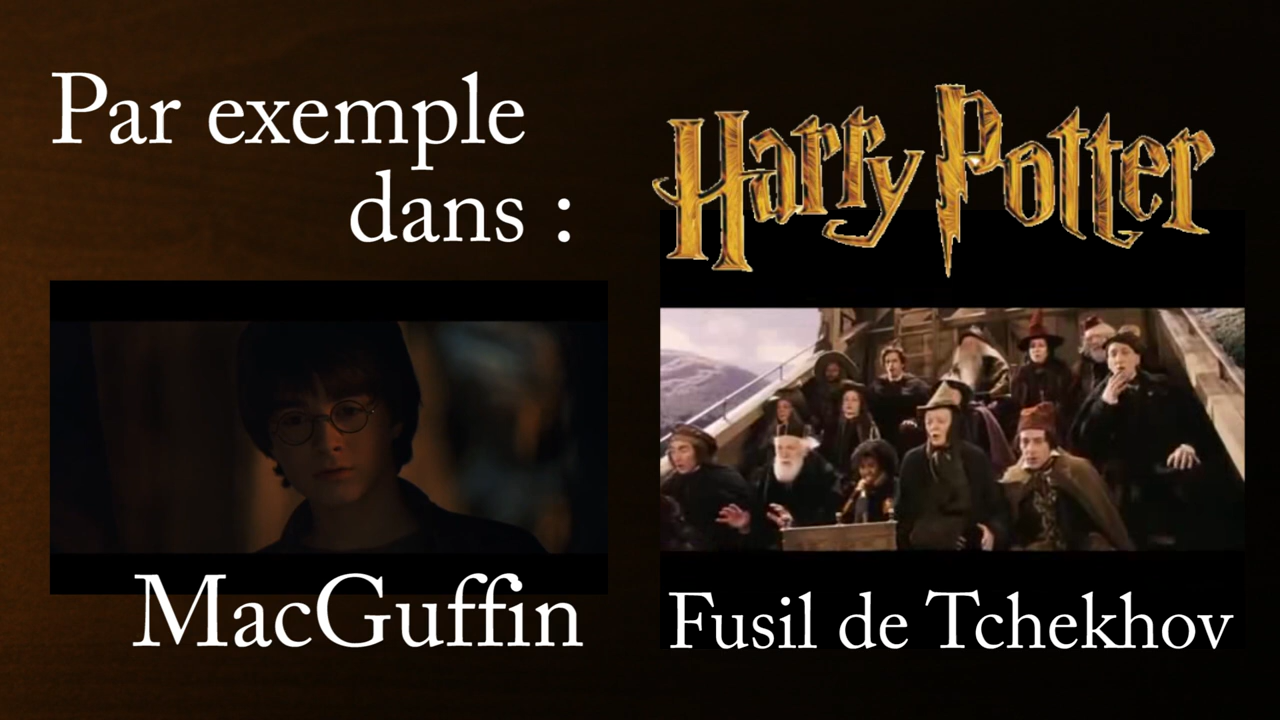 Par exemple
dans :
Harry Potter
MacGuffin
Fusil de Tchekhov